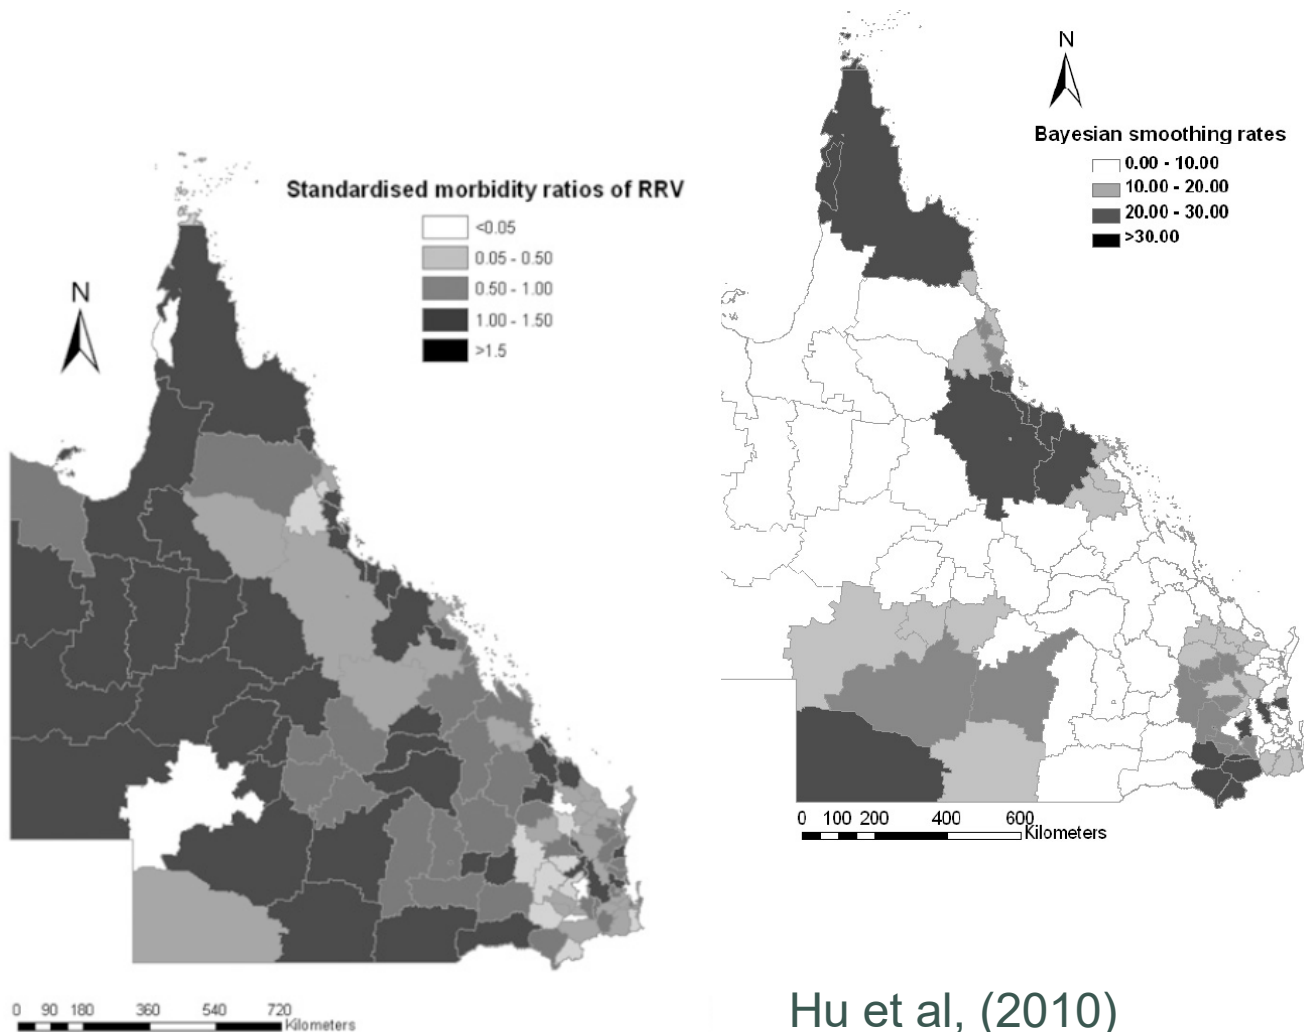 N
Standardised morbidity ratios of RRV
<0.05
0.05 - 0.50
0.50 - 1.00
1.00 - 1.50
>1.5
0 90 180 360 540 720
Kilometers
N
Bayesian smoothing rates
0.00 - 10.00
10.00 - 20.00
20.00 - 30.00
>30.00
0 100 200 400 600
Kilometers
Hu et al, (2010)